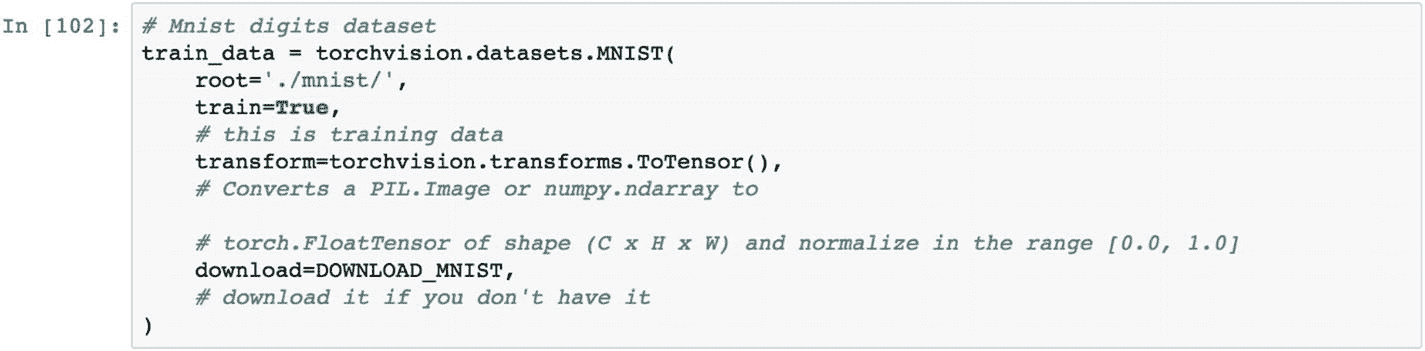 In [102]: # Mnist digits dataset
train_data = torchvision.datasets.MNIST(
    root='./mnist/',
    train=True,
    # this is training data
    transform=torchvision.transforms.ToTensor(),
    # Converts a PIL.Image or numpy.ndarray to
    # torch.FloatTensor of shape (C x H x W) and normalize in the range [0.0, 1.0]
    download=DOWNLOAD_MNIST,
    # download it if you don't have it
)